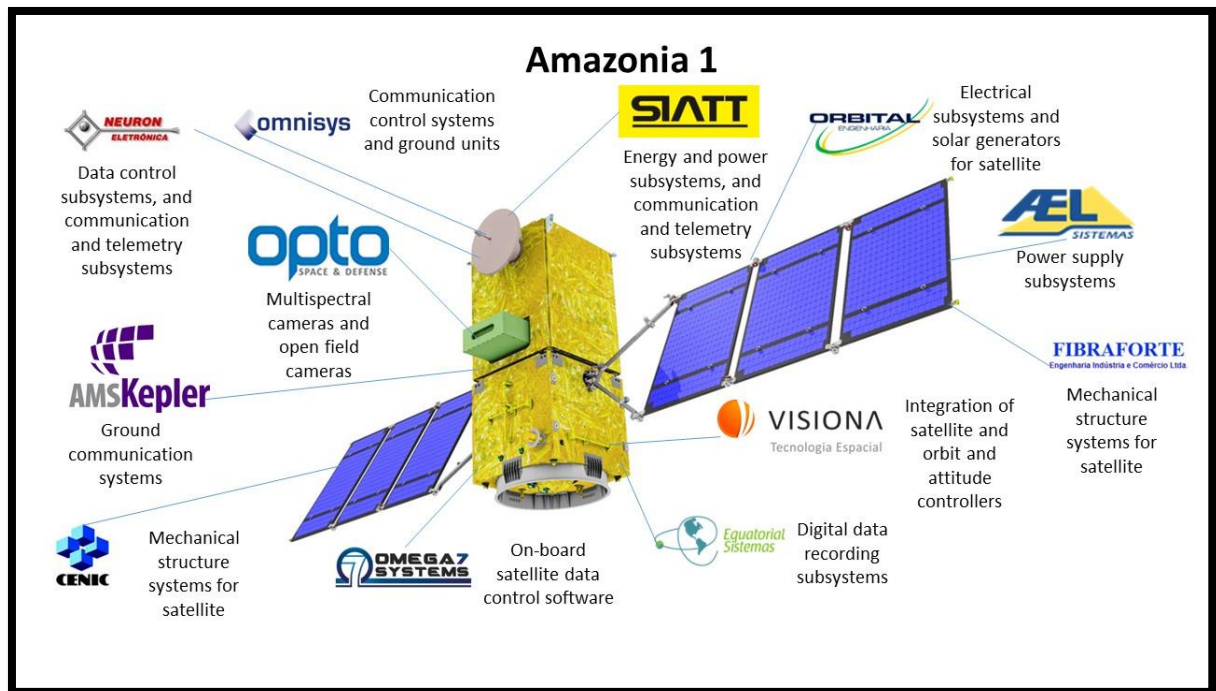 Amazonia 1
NEURON
ELETRÔNICA
Data control
subsystems, and
communication
and telemetry
subsystems
omnisys
Communication
control systems
and ground units
SIATT
Energy and power
subsystems, and
communication
and telemetry
subsystems
ORBITAL
ENGENHARIA
Electrical
subsystems and
solar generators
for satellite
opto
SPACE & DEFENSE
Multispectral
cameras and
open field
cameras
AEL
SISTEMAS
Power supply
subsystems
AMSKepler
Ground
communication
systems
FIBRAFORTE
Engenharia Indústria e Comércio Ltda
Mechanical
structure
systems for
satellite
VISIONA
Tecnologia Espacial
Integration of
satellite and
orbit and
attitude
controllers
CENIC
Mechanical
structure
systems for
satellite
OMEGA7
SYSTEMS
On-board
satellite data
control software
Equatorial
Sistemas
Digital data
recording
subsystems